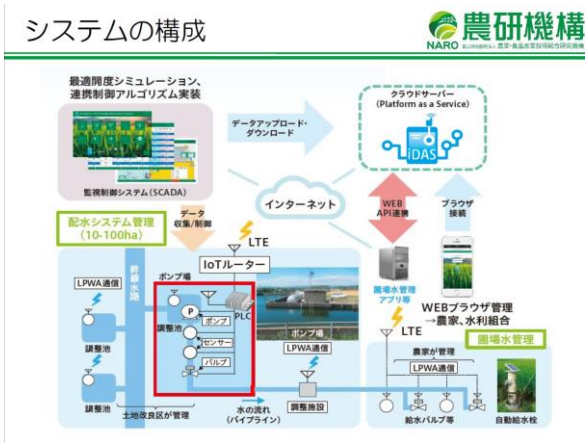 システムの構成
農研機構
NARO
最適開度シミュレーション、
連携制御アルゴリズム実装
監視制御システム(SCADA)
データアップロード・
ダウンロード
クラウドサーバー
(Platform as a Service)
iDAS
インターネット
データ
収集/制御
WEB
API連携
ブラウザ
接続
配水システム管理
(10-100ha)
LTE
IoTルーター
LPWA通信
幹線水路
ポンプ場
PLC
P
調整池
ポンプ
センサー
バルブ
調整池
調整池
土地改良区が管理
水の流れ
(パイプライン)
ポンプ場
LPWA通信
調整施設
圃場水管理
アプリ等
WEBブラウザ管理
→農家、水利組合
LTE
圃場水管理
農家が管理
LPWA通信
給水バルブ等
自動給水栓